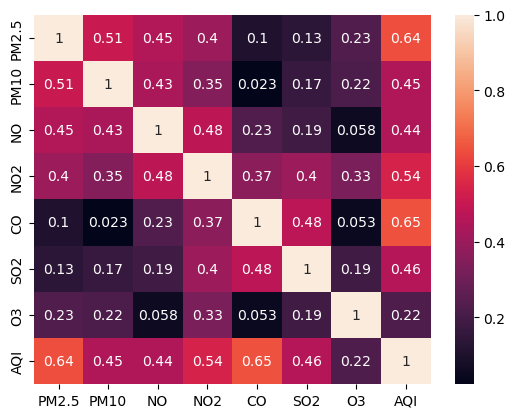 PM2.5 1 0.51 0.45 0.4 0.1 0.13 0.23 0.64
PM10 0.51 1 0.43 0.35 0.023 0.17 0.22 0.45
NO 0.45 0.43 1 0.48 0.23 0.19 0.058 0.44
NO2 0.4 0.35 0.48 1 0.37 0.4 0.33 0.54
CO 0.1 0.023 0.23 0.37 1 0.48 0.053 0.65
SO2 0.13 0.17 0.19 0.4 0.48 1 0.19 0.46
O3 0.23 0.22 0.058 0.33 0.053 0.19 1 0.22
AQI 0.64 0.45 0.44 0.54 0.65 0.46 0.22 1
PM2.5 PM10 NO NO2 CO SO2 O3 AQI
1.0
0.8
0.6
0.4
0.2